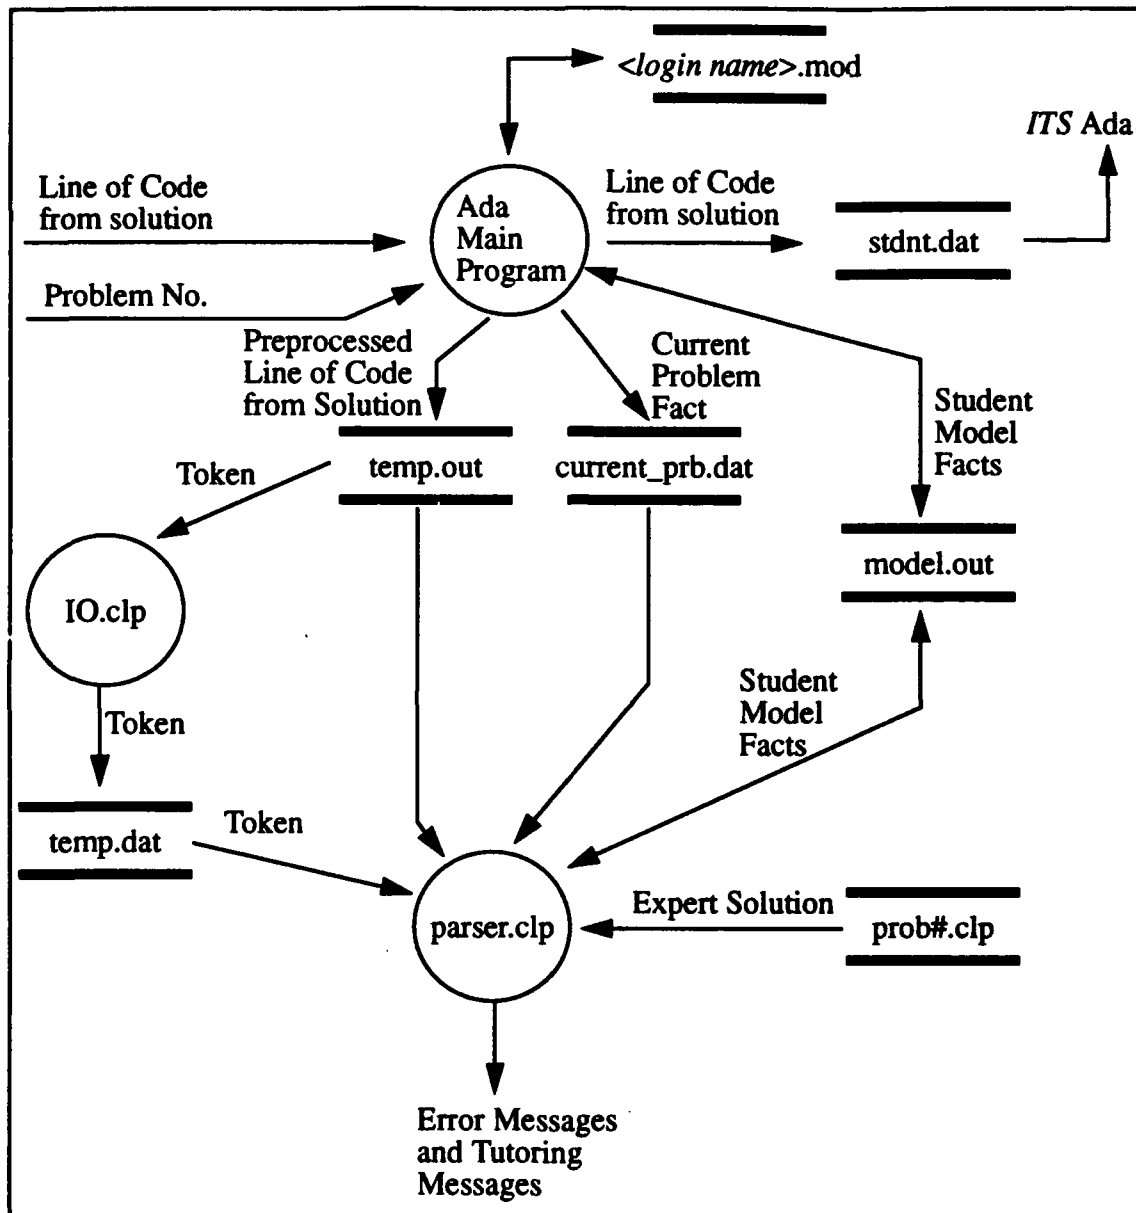 <login name>.mod
ITS Ada
Line of Code
from solution
Ada
Main
Program
Line of Code
from solution
stdnt.dat
Problem No.
Preprocessed
Line of Code
from Solution
Current
Problem
Fact
Student
Model
Facts
Token
temp.out
current_prb.dat
model.out
IO.clp
Student
Model
Facts
Token
temp.dat
Token
parser.clp
Expert Solution
prob#.clp
Error Messages
and Tutoring
Messages